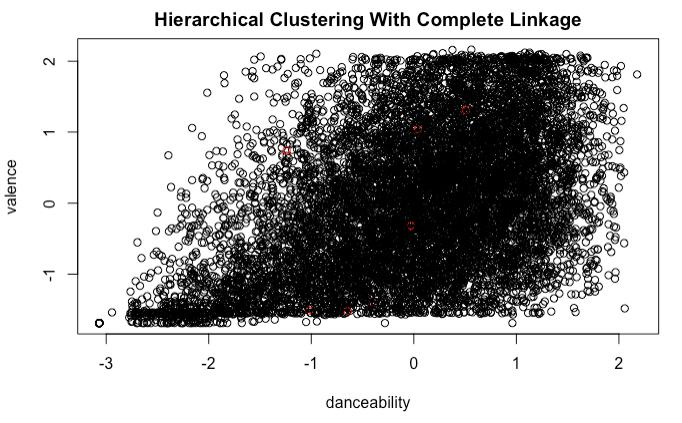 Hierarchical Clustering With Complete Linkage
valence
2
1
0
-1
-3 -2 -1 0 1 2
danceability